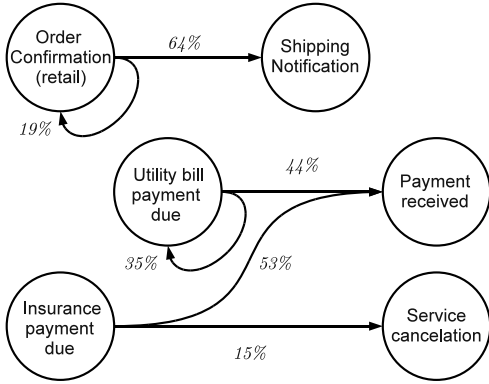 Order
Confirmation
(retail)
64%
Shipping
Notification
19%
Utility bill
payment
due
44%
Payment
received
35%
53%
Insurance
payment
due
15%
Service
cancelation